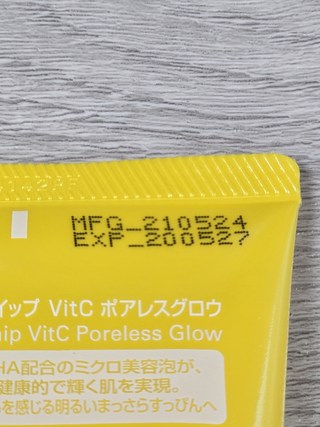 MFG_210524
EXP_200527
イップ VitC ポアレスグロウ
hip VitC Poreless Glow
HA配合のミクロ美容泡が、
健康的で輝く肌を実現。
を感じる明るいまっさらすっぴんへ